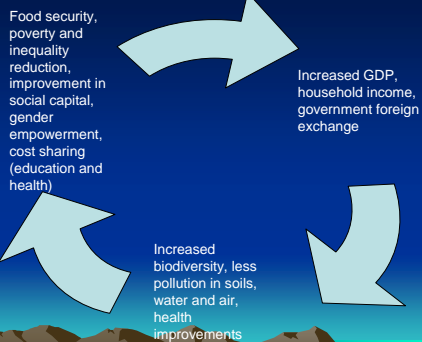 Food security,
poverty and
inequality
reduction,
improvement in
social capital,
gender
empowerment,
cost sharing
(education and
health)
Increased GDP,
household income,
government foreign
exchange
Increased
biodiversity, less
pollution in soils,
water and air,
health
improvements